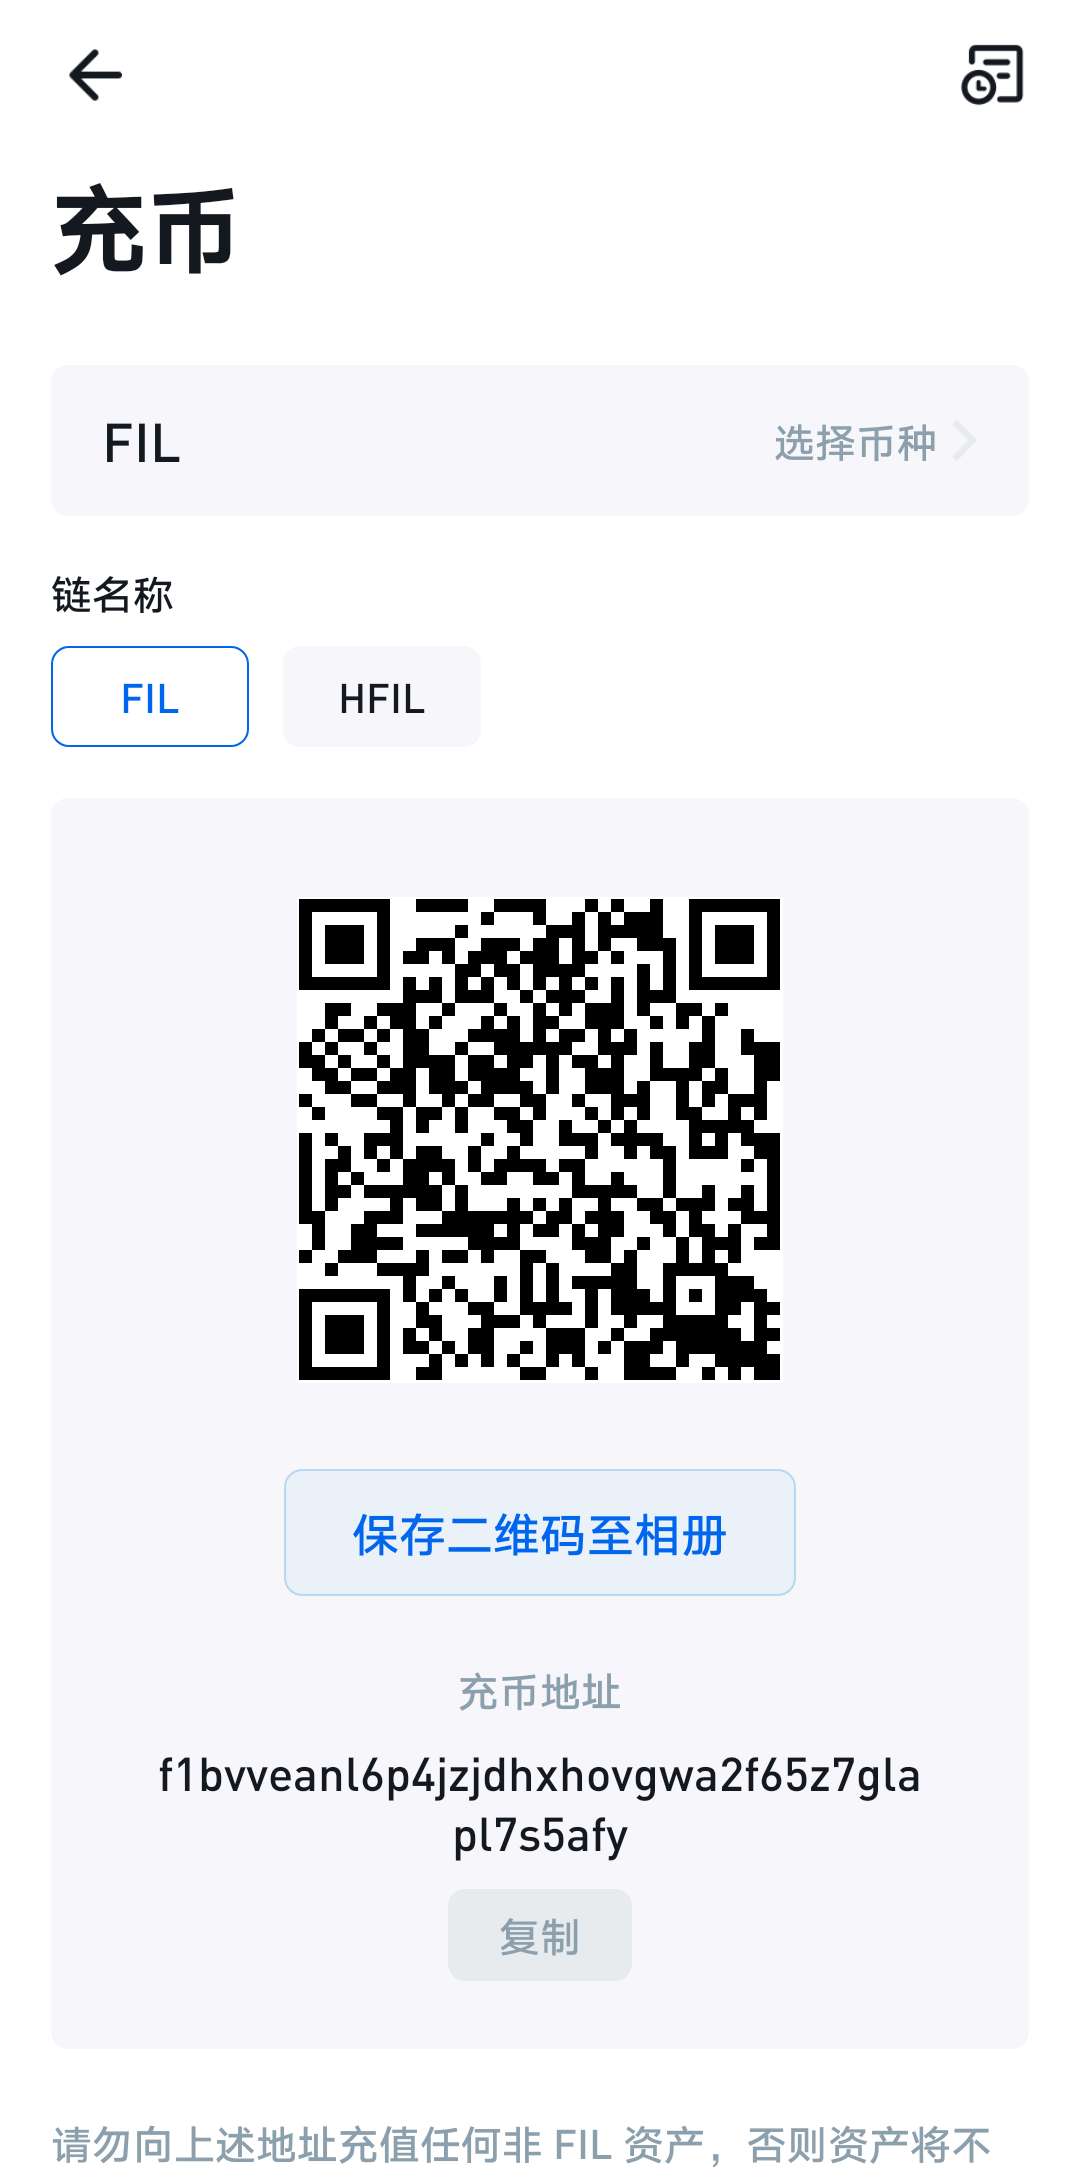 充币
FIL 选择币种
链名称
FIL HFIL
保存二维码至相册
充币地址
f1bvveanl6p4jzjdhxhovgwa2f65z7gla
pl7s5afy
复制
请勿向上述地址充值任何非 FIL 资产，否则资产将不